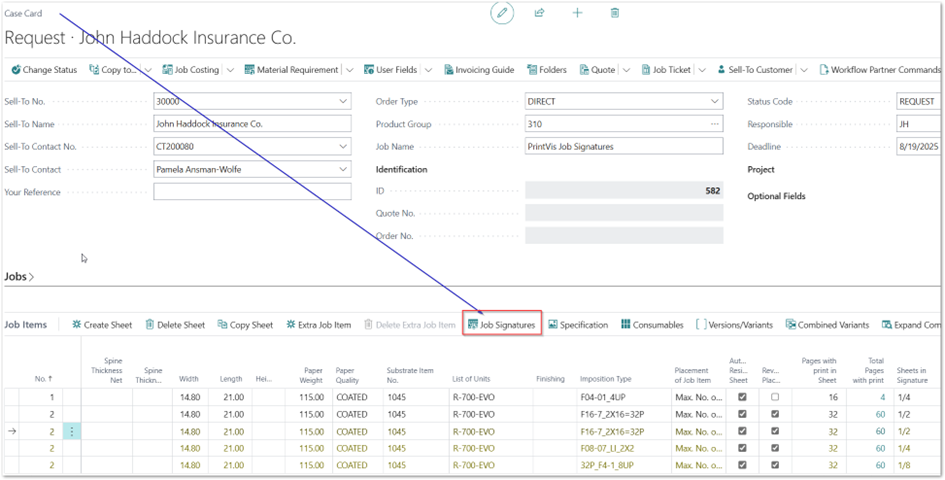 Case Card
Request · John Haddock Insurance Co.
Change Status Copy to... Job Costing Material Requirement User Fields Invoicing Guide Folders Quote Job Ticket Sell-To Customer Workflow Partner Commands
Sell-To No. 30000 Order Type DIRECT Status Code REQUEST
Sell-To Name John Haddock Insurance Co. Product Group 310 ... Responsible JH
Sell-To Contact No. CT200080 Job Name PrintVis Job Signatures Deadline 8/19/2025
Sell-To Contact Pamela Ansman-Wolfe Identification Project
Your Reference ID 582 Optional Fields
Quote No.
Order No.
Jobs >
Job Items Create Sheet Delete Sheet Copy Sheet Extra Job Item Delete Extra Job Item Job Signatures Specification Consumables Versions/Variants Combined Variants Expand Com
No. ↑ Spine Thickness Net Spine Thickn... Width Length Hei... Paper Weight Paper Quality Substrate Item No. List of Units Finishing Imposition Type Placement of Job Item Aut... Resi... Sheet Rev... Plac... Pages with print in Sheet Total Pages with print Sheets in Signature
1 14.80 21.00 115.00 COATED 1045 R-700-EVO F04-01_4UP Max. No. o... 16 4 1/4
2 14.80 21.00 115.00 COATED 1045 R-700-EVO F16-7_2X16=32P Max. No. o... 32 60 1/2
2 14.80 21.00 115.00 COATED 1045 R-700-EVO F16-7_2X16=32P Max. No. o... 32 60 1/2
2 14.80 21.00 115.00 COATED 1045 R-700-EVO F08-07_LI_2X2 Max. No. o... 32 60 1/4
2 14.80 21.00 115.00 COATED 1045 R-700-EVO 32P_F4-1_8UP Max. No. o... 32 60 1/8